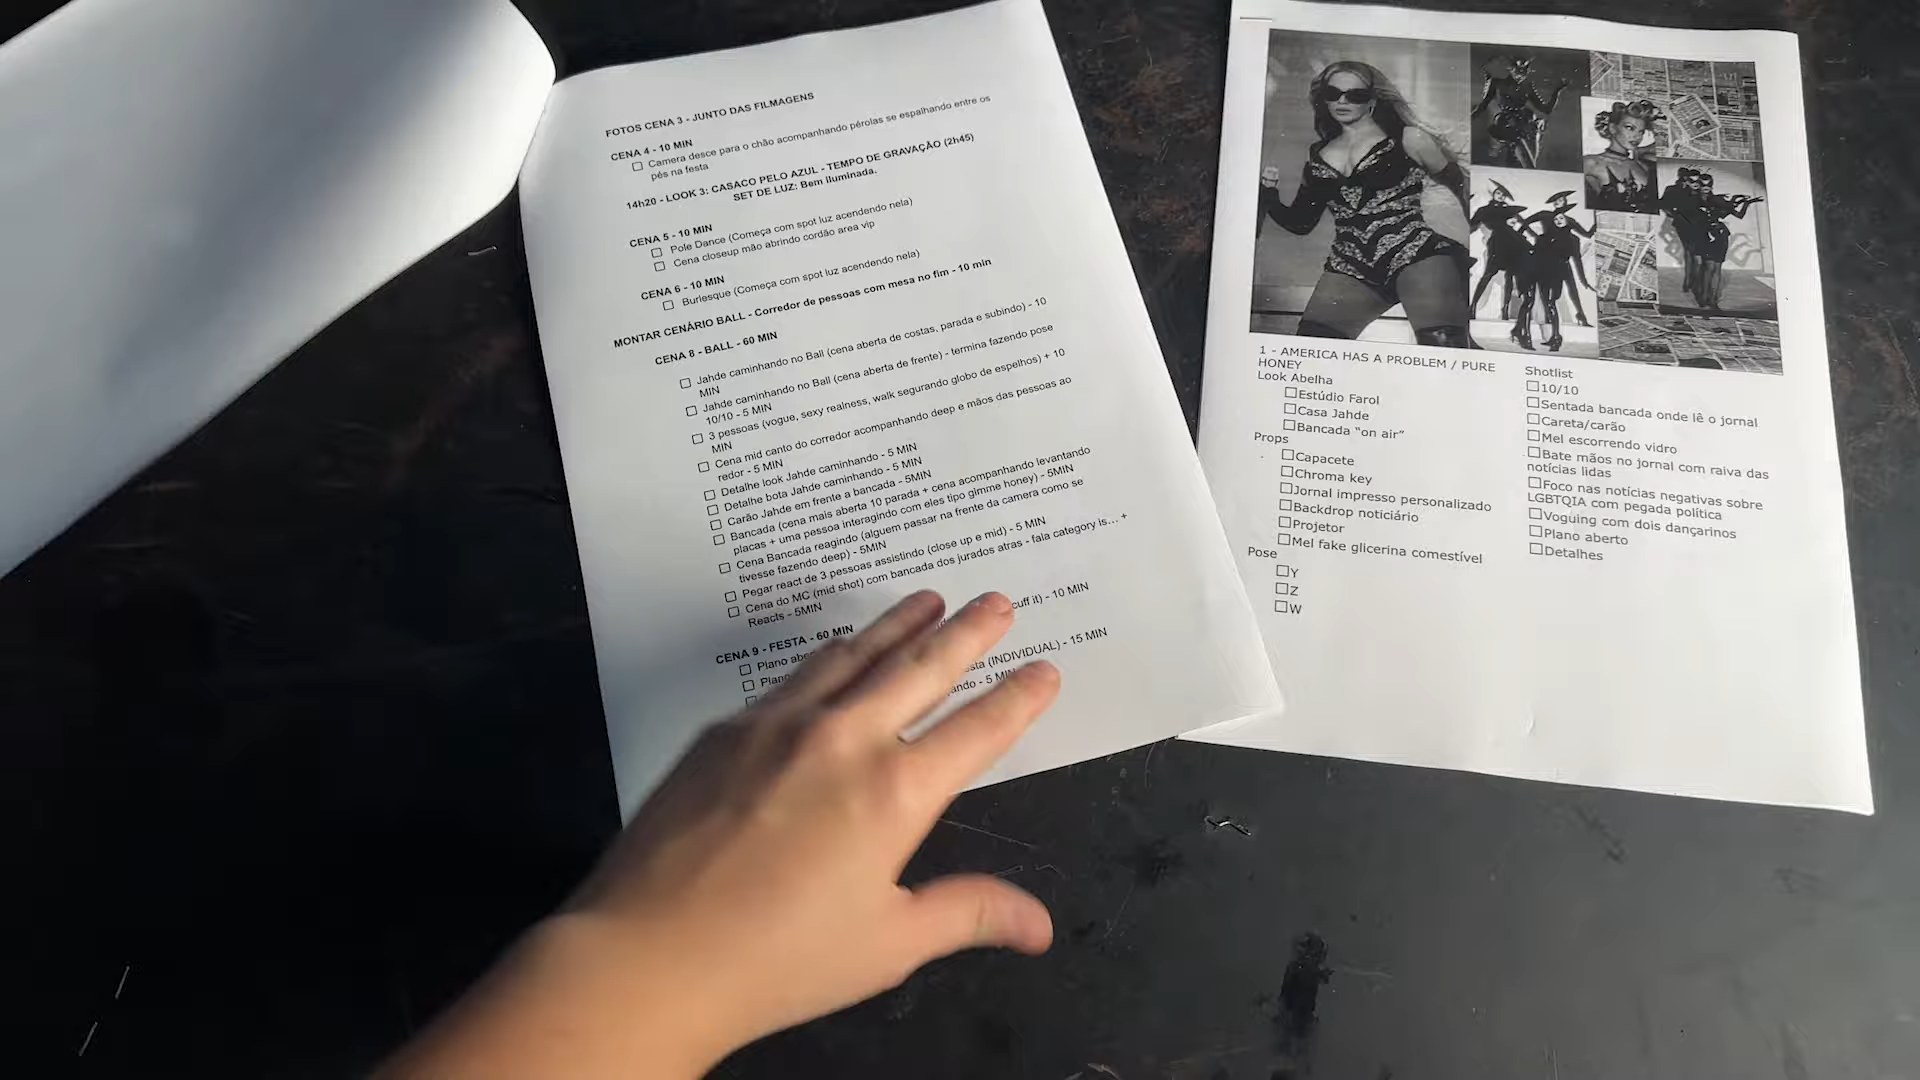 FOTOS CENA 3 - JUNTO DAS FILMAGENS
CENA 4 - 10 MIN
Camera desce para o chão acompanhando pérolas se espalhando entre os
pés na festa
14h20 - LOOK 3: CASACO PELO AZUL - TEMPO DE GRAVAÇÃO (2h45)
SET DE LUZ: Bem Iluminada.
CENA 5 - 10 MIN
Pole Dance (Começa com spot luz acendendo nela)
Cena closeup mão abrindo cordão area vip
CENA 6 - 10 MIN
Burlesque (Começa com spot luz acendendo nela)
MONTAR CENÁRIO BALL - Corredor de pessoas com mesa no fim - 10 min
CENA 8 - BALL - 60 MIN
Jahde caminhando no Ball (cena aberta de costas, parada e subindo) - 10
MIN
Jahde caminhando no Ball (cena aberta de frente) - termina fazendo pose
10/10 - 5 MIN
3 pessoas (vogue, sexy realness, walk segurando globo de espelhos) + 10
MIN
Cena mid canto do corredor acompanhando deep e mãos das pessoas ao
redor - 5 MIN
Detalhe look Jahde caminhando - 5 MIN
Detalhe bota Jahde caminhando - 5 MIN
Carão Jahde em frente a bancada - 5MIN
Bancada (cena mais aberta 10 parada + cena acompanhando levantando
placas + uma pessoa interagindo com eles tipo gimme honey) - 5MIN
Cena Bancada reagindo (alguem passar na frente da camera como se
tivesse fazendo deep) - 5MIN
Pegar react de 3 pessoas assistindo (close up e mid) - 5 MIN
Cena do MC (mid shot) com bancada dos jurados atras - fala category is... +
Reacts - 5MIN
CENA 9 - FESTA - 60 MIN
Plano cuff it) - 10 MIN
Plano (INDIVIDUAL) - 15 MIN
- 5 MIN
1 - AMERICA HAS A PROBLEM / PURE
HONEY
Look Abelha
Estúdio Farol
Casa Jahde
Bancada "on air"
Props
Capacete
Chroma key
Jornal impresso personalizado
Backdrop noticiário
Projetor
Mel fake glicerina comestível
Pose
Y
Z
W
Shotlist
10/10
Sentada bancada onde lê o jornal
Careta/carão
Mel escorrendo vidro
Bate mãos no jornal com raiva das
notícias lidas
Foco nas notícias negativas sobre
LGBTQIA com pegada política
Voguing com dois dançarinos
Plano aberto
Detalhes